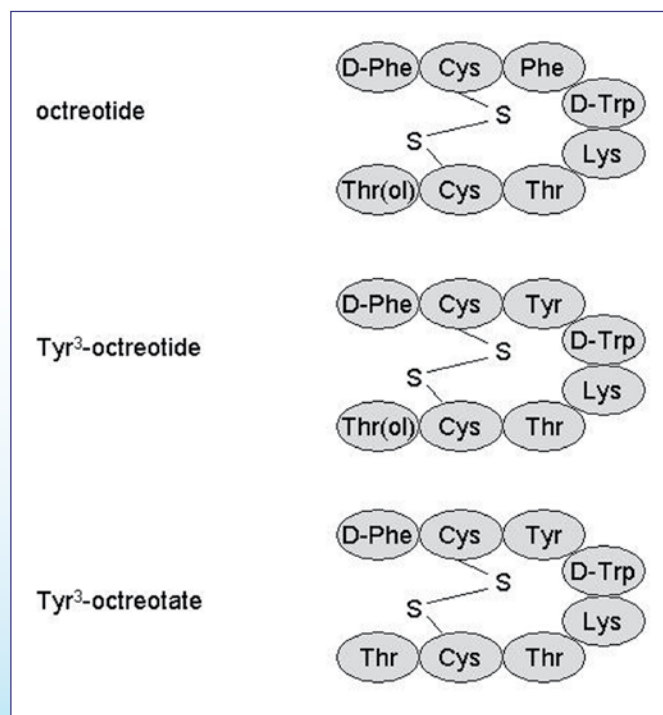 D-Phe Cys Phe
D-Trp
octreotide
S
S
Lys
Thr(ol) Cys Thr
D-Phe Cys Tyr
D-Trp
Tyr³-octreotide
S
S
Lys
Thr(ol) Cys Thr
D-Phe Cys Tyr
D-Trp
Tyr³-octreotate
S
S
Lys
Thr Cys Thr